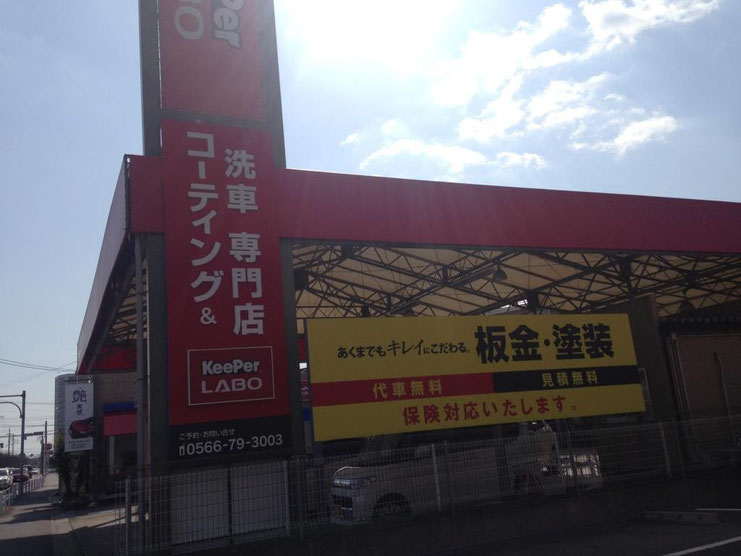 KeePer
LABO
コーティング&
洗車 専門店
KeePer
LABO
ご予約・お問い合せ
0566-79-3003
あくまでもキレイにこだわる。 板金・塗装
代車無料 見積無料
保険対応いたします。
艶